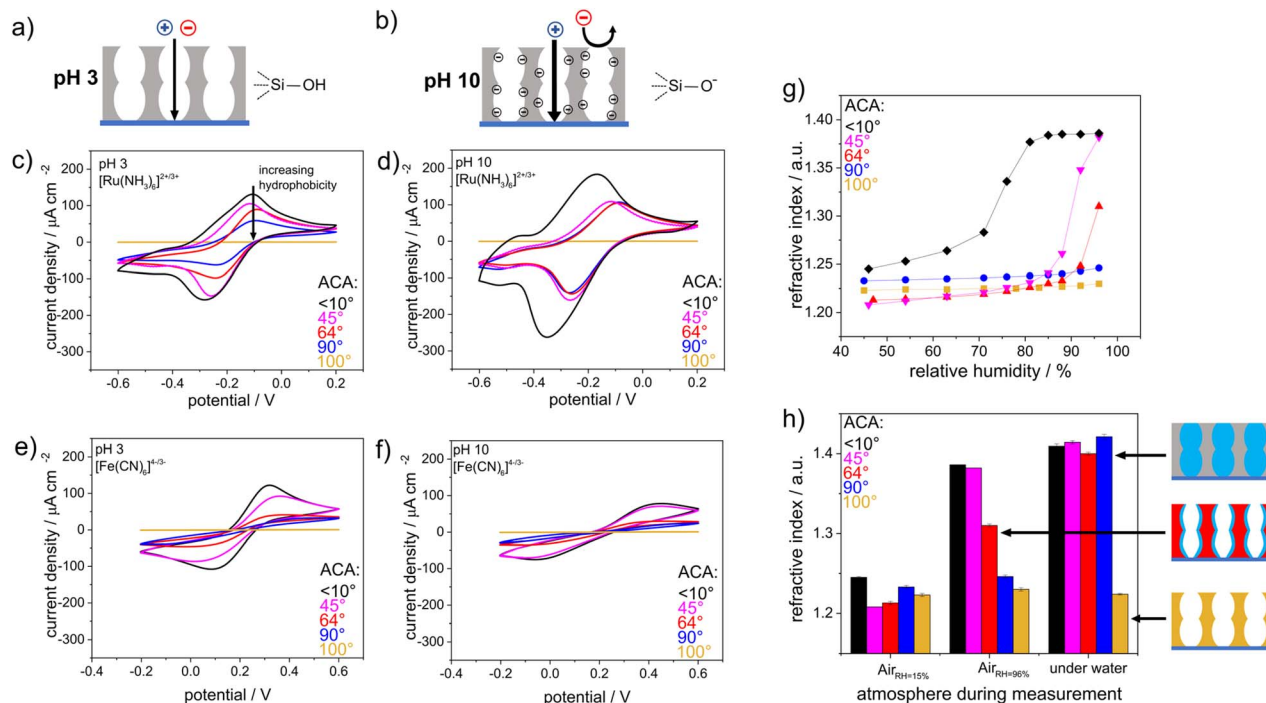 a)
pH 3
Si—OH
b)
pH 10
Si—O⁻
c)
pH 3
[Ru(NH₃)₆]²⁺/³⁺
increasing
hydrophobicity
200
100
0
-100
-200
-300
current density / µA cm⁻²
ACA:
<10°
45°
64°
90°
100°
-0.6
-0.4
-0.2
0.0
0.2
potential / V
d)
pH 10
[Ru(NH₃)₆]²⁺/³⁺
200
100
0
-100
-200
-300
current density / µA cm⁻²
ACA:
<10°
45°
64°
90°
100°
-0.6
-0.4
-0.2
0.0
0.2
potential / V
e)
pH 3
[Fe(CN)₆]⁴⁻/³⁻
200
100
0
-100
-200
-300
current density / µA cm⁻²
ACA:
<10°
45°
64°
90°
100°
-0.4
-0.2
0.0
0.2
0.4
0.6
potential / V
f)
pH 10
[Fe(CN)₆]⁴⁻/³⁻
200
100
0
-100
-200
-300
current density / µA cm⁻²
ACA:
<10°
45°
64°
90°
100°
-0.4
-0.2
0.0
0.2
0.4
0.6
potential / V
g)
ACA:
<10°
45°
64°
90°
100°
1.40
1.35
1.30
1.25
1.20
refractive index / a.u.
40
50
60
70
80
90
100
relative humidity / %
h)
ACA:
<10°
45°
64°
90°
100°
1.4
1.3
1.2
refractive index / a.u.
Air RH=15%
Air RH=96%
under water
atmosphere during measurement